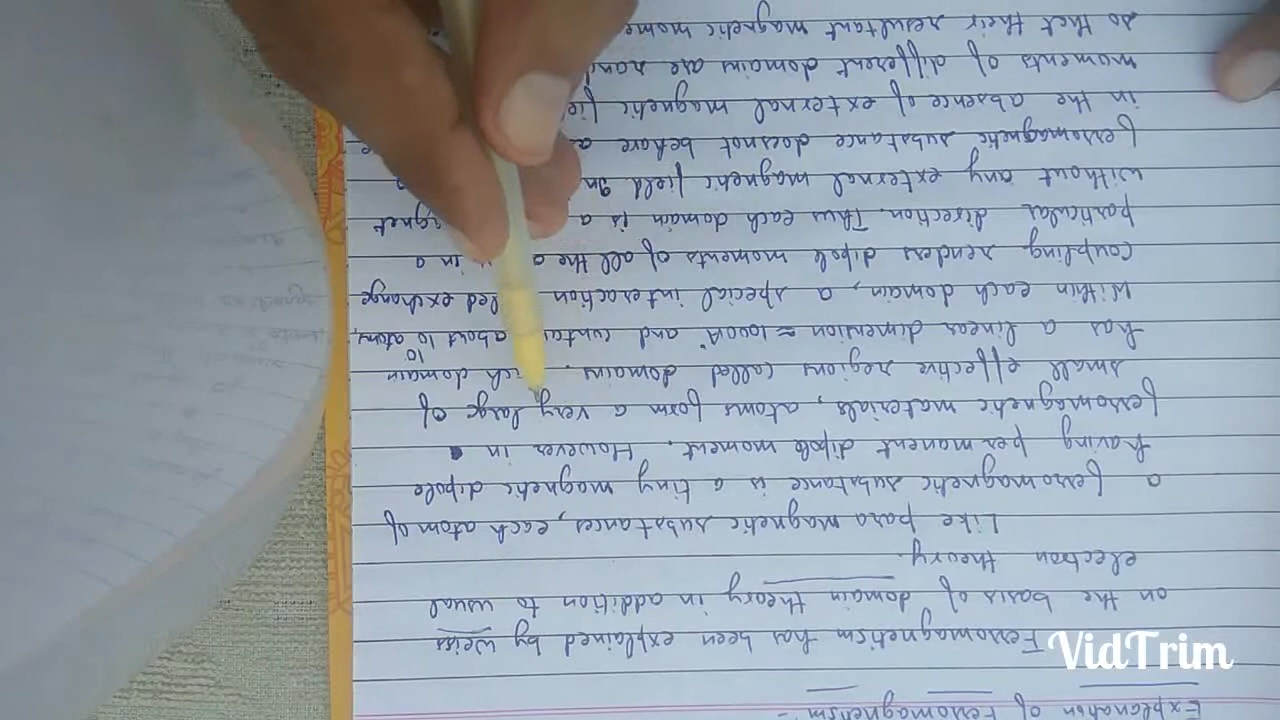 Explanation of Ferromagnetism :-
Ferromagnetism has been explained by Weiss
on the basis of domain theory in addition to usual
electron theory.
Like para magnetic substances, each atom of
a ferromagnetic substance is a tiny magnetic dipole
having permanent dipole moment. However in
ferromagnetic materials, atoms form a very large of
small effective regions called domains. domain
has a linear dimension ≈ 1000A° and about 10^10 atoms,
Within each domain, a special interaction exchange
coupling renders dipole moments of all the in a
particular direction. Thus each domain is a
without any external magnetic field In
ferromagnetic substance doesnot behave a
in the absence of external magnetic
moments of different domains are
so that their resultant magnetic
VidTrim